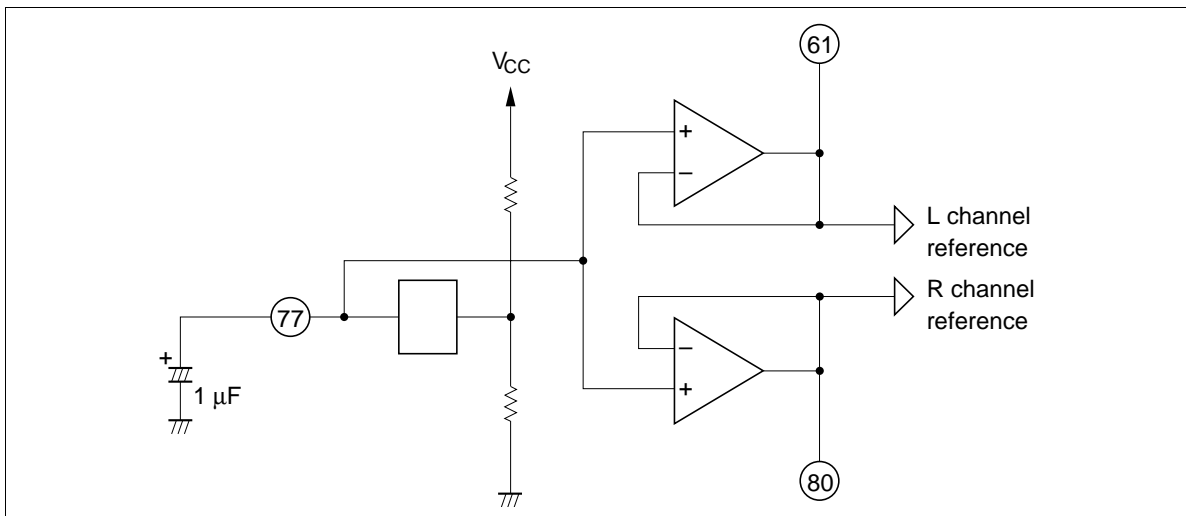 61
VCC
+
−
L channel
reference
R channel
reference
77
−
+
+
1 μF
80